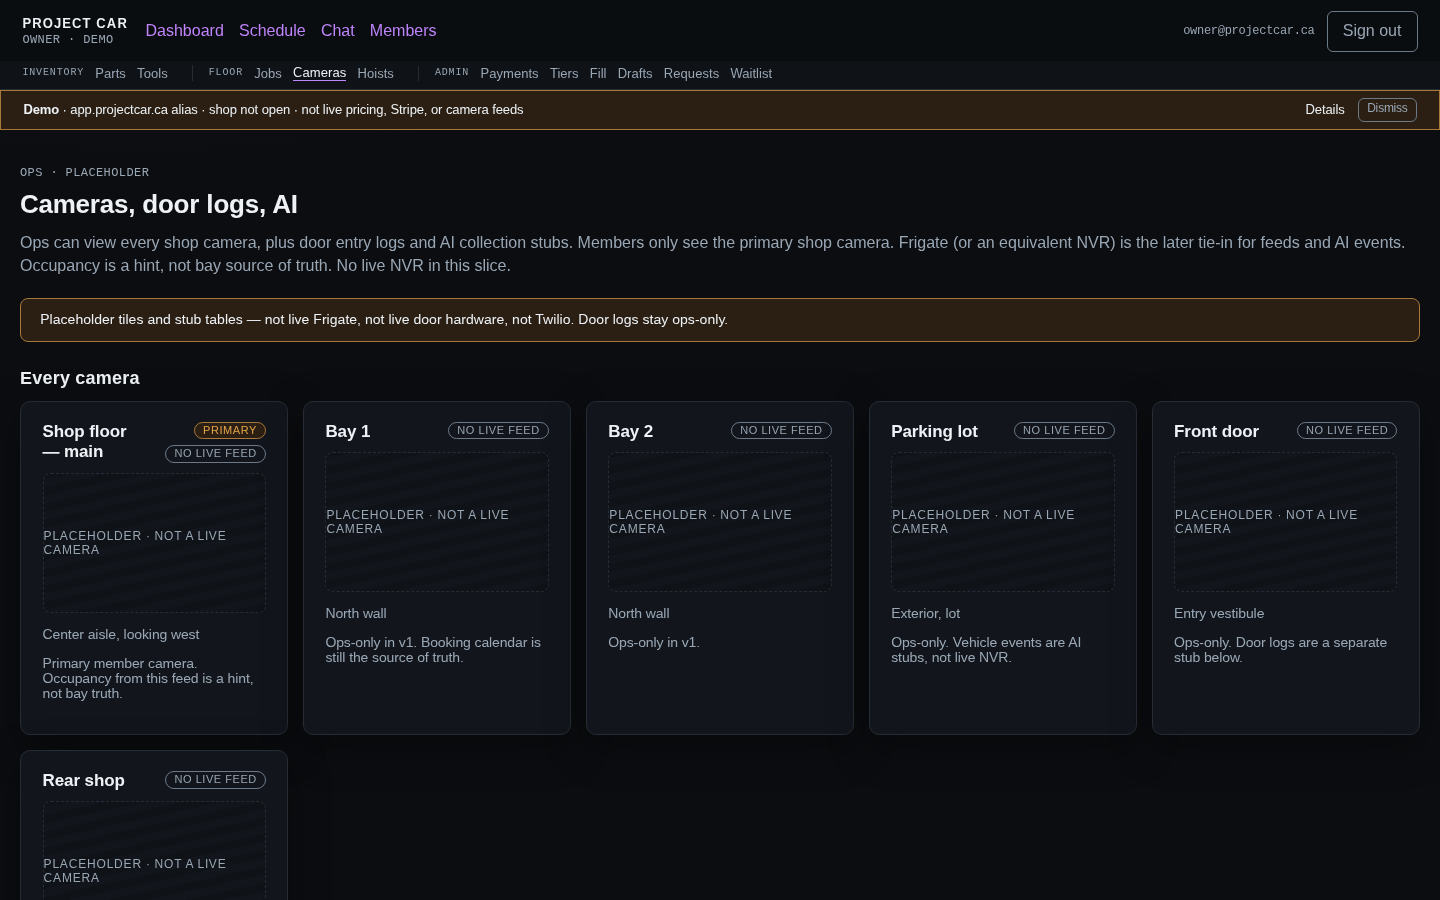 PROJECT CAR
OWNER · DEMO
Dashboard Schedule Chat Members
owner@projectcar.ca
Sign out
INVENTORY Parts Tools
FLOOR Jobs Cameras Hoists
ADMIN Payments Tiers Fill Drafts Requests Waitlist
Demo · app.projectcar.ca alias · shop not open · not live pricing, Stripe, or camera feeds
Details
Dismiss
OPS · PLACEHOLDER
Cameras, door logs, AI
Ops can view every shop camera, plus door entry logs and AI collection stubs. Members only see the primary shop camera. Frigate (or an equivalent NVR) is the later tie-in for feeds and AI events.
Occupancy is a hint, not bay source of truth. No live NVR in this slice.
Placeholder tiles and stub tables — not live Frigate, not live door hardware, not Twilio. Door logs stay ops-only.
Every camera
Shop floor
— main
PRIMARY
NO LIVE FEED
PLACEHOLDER · NOT A LIVE
CAMERA
Center aisle, looking west
Primary member camera.
Occupancy from this feed is a hint,
not bay truth.
Bay 1
NO LIVE FEED
PLACEHOLDER · NOT A LIVE
CAMERA
North wall
Ops-only in v1. Booking calendar is
still the source of truth.
Bay 2
NO LIVE FEED
PLACEHOLDER · NOT A LIVE
CAMERA
North wall
Ops-only in v1.
Parking lot
NO LIVE FEED
PLACEHOLDER · NOT A LIVE
CAMERA
Exterior, lot
Ops-only. Vehicle events are AI
stubs, not live NVR.
Front door
NO LIVE FEED
PLACEHOLDER · NOT A LIVE
CAMERA
Entry vestibule
Ops-only. Door logs are a separate
stub below.
Rear shop
NO LIVE FEED
PLACEHOLDER · NOT A LIVE
CAMERA